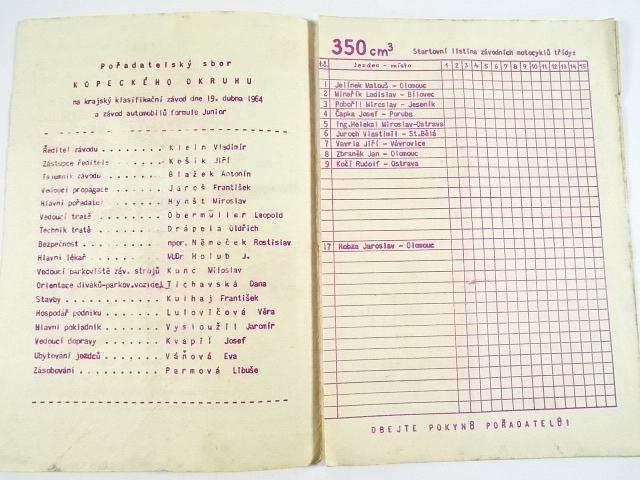 Pořadatelský sbor
KOPECKÉHO OKRUHU
na krajský klasifikační závod dne 19. dubna 1964
a závod automobilů formule Junior
Ředitel závodu . . . . . . . Klein Vladimír
Zástupce ředitele . . . . . . Košík Jiří
Tajemník závodu . . . . . . . Blažek Antonín
Vedoucí propagace . . . . . . Jaroš František
Hlavní pořadatel . . . . . . Hynšt Miroslav
Vedoucí tratě . . . . . . . . Obermüller Leopold
Technik tratě . . . . . . . . Drápela Oldřich
Bezpečnost . . . . . . . . . npor. Němeček Rostislav
Hlavní lékař . . . . . . . . MUDr Holub J.
Vedoucí parkoviště záv. strojů Kunc Miloslav
Orientace diváků-parkov.vozidel Tichavská Dana
Stavby . . . . . . . . . . . Kulhaj František
Hospodář podniku . . . . . . Lulovičová Věra
Hlavní pokladník . . . . . . Vysloužil Jaromír
Vedoucí dopravy . . . . . . . Kvapil Josef
Ubytování jezdců . . . . . . Váňová Eva
Zásobování . . . . . . . . . Parmová Libuše
350 cm³ Startovní listina závodních motocyklů třídy:
Jezdec - místo 1 2 3 4 5 6 7 8 9 10 11 12 13 14 15
1 Jelínek Matouš - Olomouc
2 Minařík Ladislav - Bílovec
3 Pobořil Miroslav - Jeseník
4 Čapka Josef - Poruba
5 Ing.Helekal Miroslav-Ostrava
6 Juroch Vlastimil - St.Bělá
7 Vavria Jiří - Vávrovice
8 Zbraněk Jan - Olomouc
9 Kočí Rudolf - Ostrava
17 Hobza Jaroslav - Olomouc
DBEJTE POKYNŮ POŘADATELŮ!